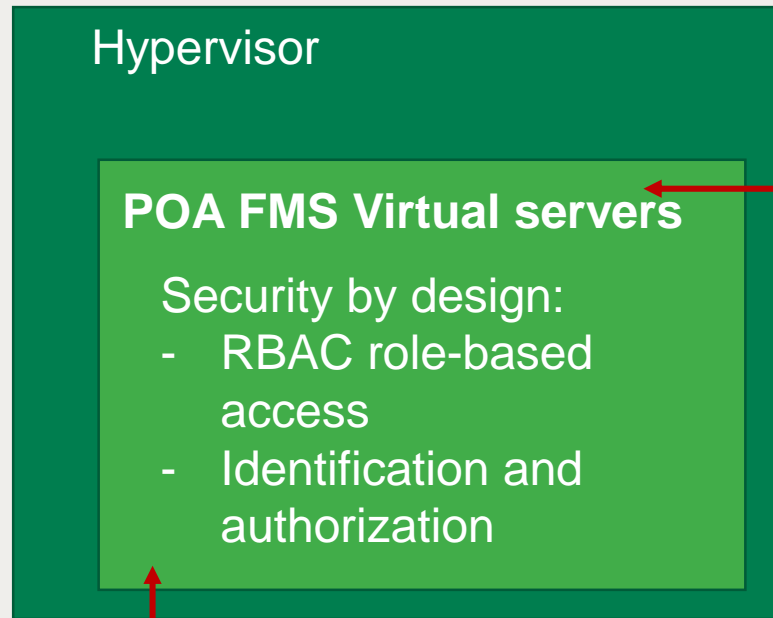 Hypervisor
POA FMS Virtual servers
Security by design:
- RBAC role-based
access
- Identification and
authorization